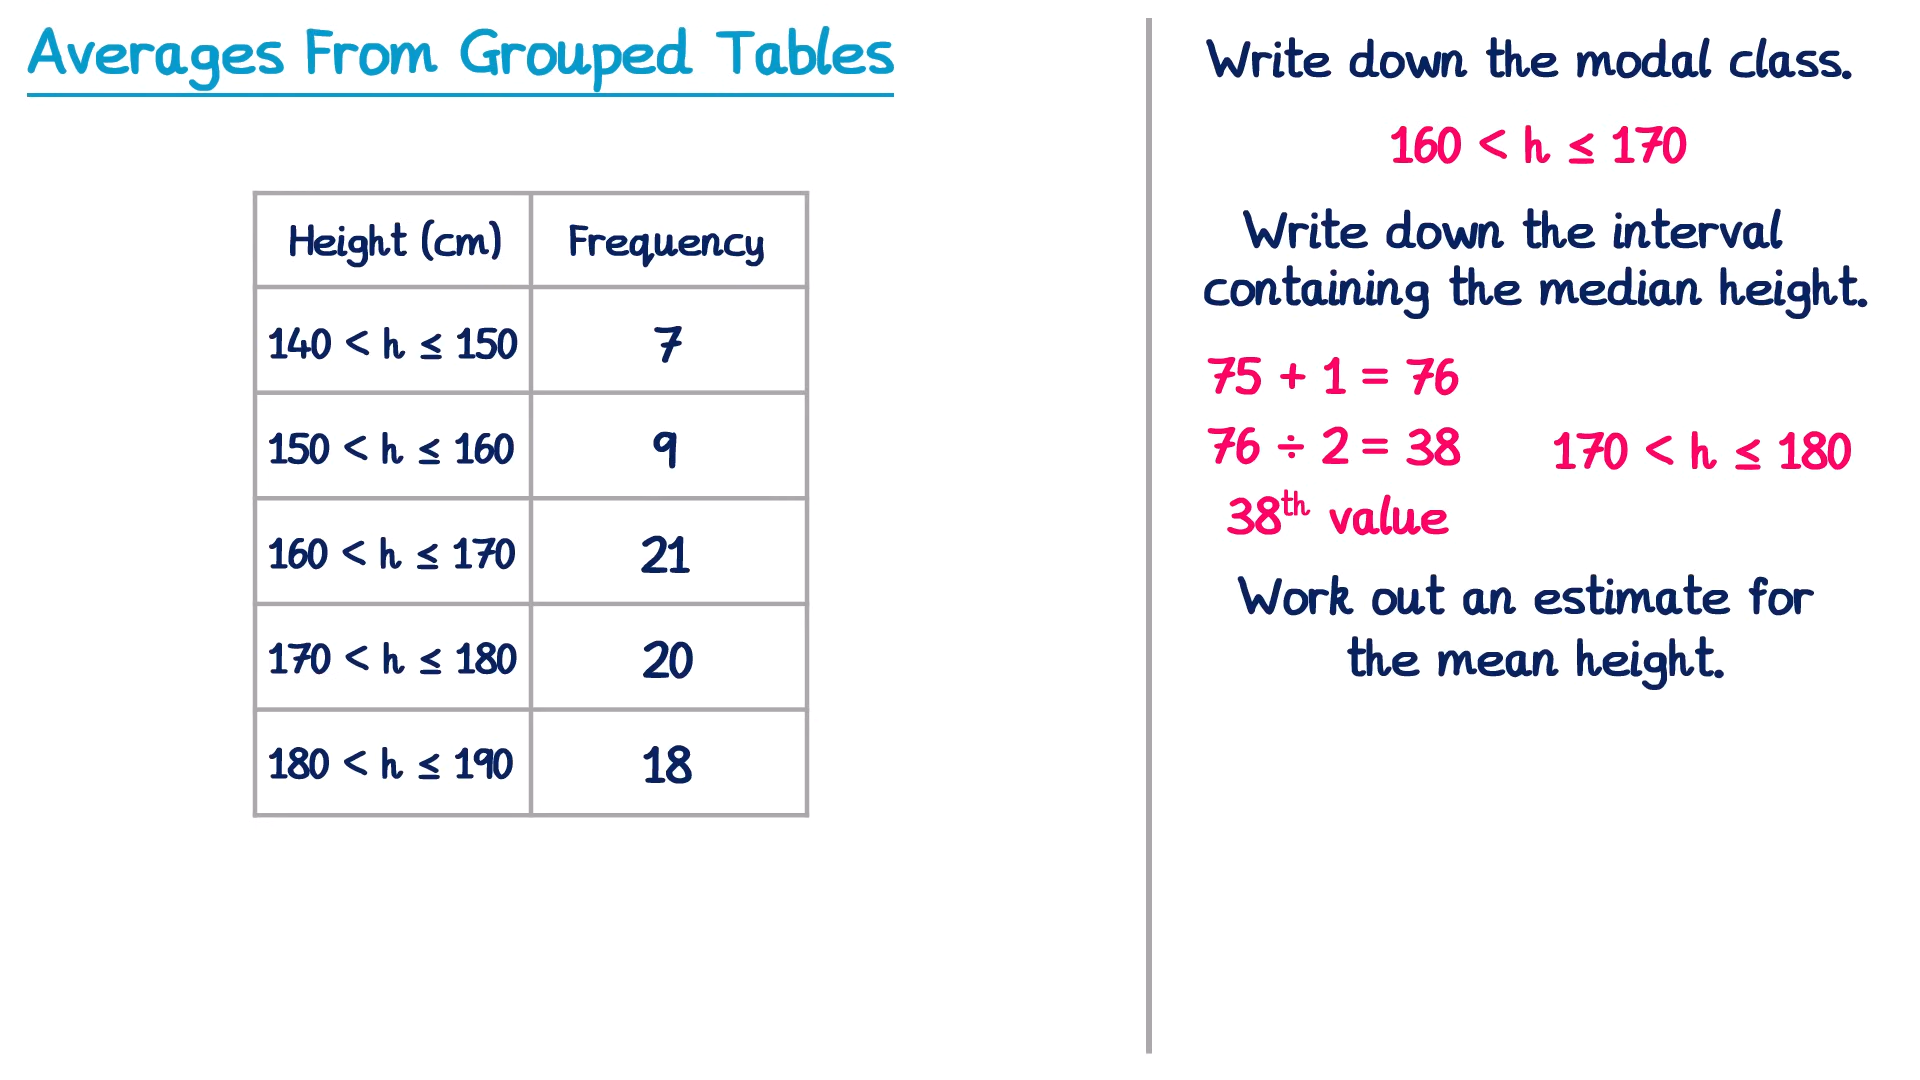 Averages From Grouped Tables
Height (cm) Frequency
140 < h ≤ 150 7
150 < h ≤ 160 9
160 < h ≤ 170 21
170 < h ≤ 180 20
180 < h ≤ 190 18
Write down the modal class.
160 < h ≤ 170
Write down the interval
containing the median height.
75 + 1 = 76
76 ÷ 2 = 38 170 < h ≤ 180
38th value
Work out an estimate for
the mean height.